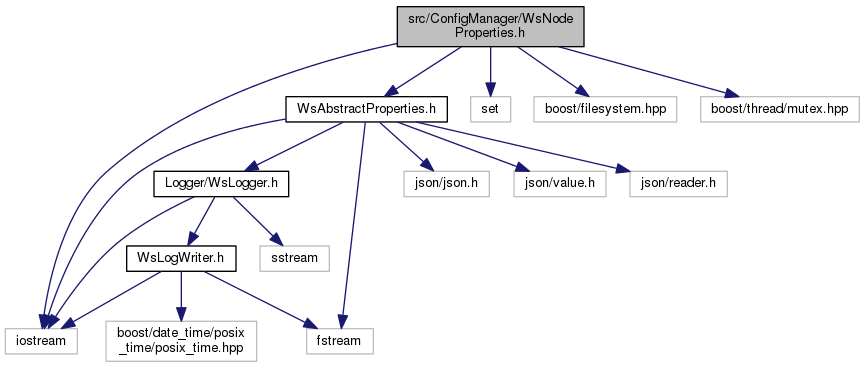 src/ConfigManager/WsNode
Properties.h
WsAbstractProperties.h
set
boost/filesystem.hpp
boost/thread/mutex.hpp
Logger/WsLogger.h
json/json.h
json/value.h
json/reader.h
WsLogWriter.h
sstream
iostream
boost/date_time/posix
_time/posix_time.hpp
fstream